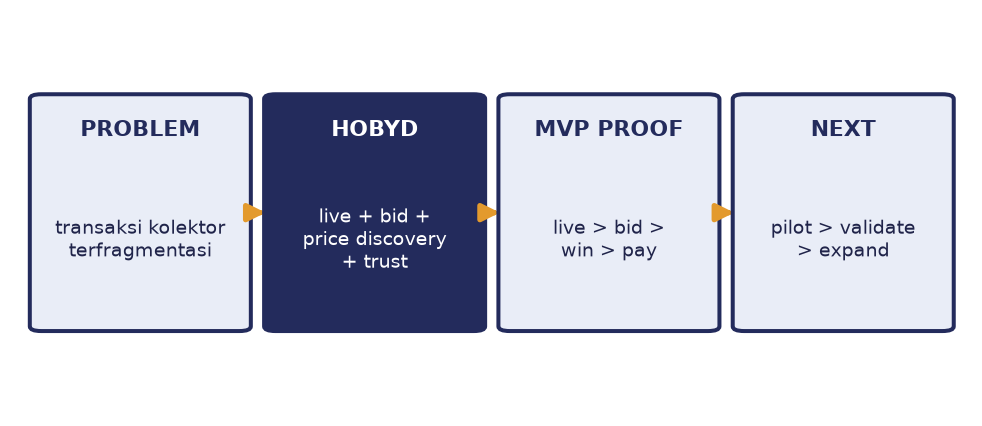 PROBLEM
transaksi kolektor
terfragmentasi
HOBYD
live + bid +
price discovery
+ trust
MVP PROOF
live > bid >
win > pay
NEXT
pilot > validate
> expand